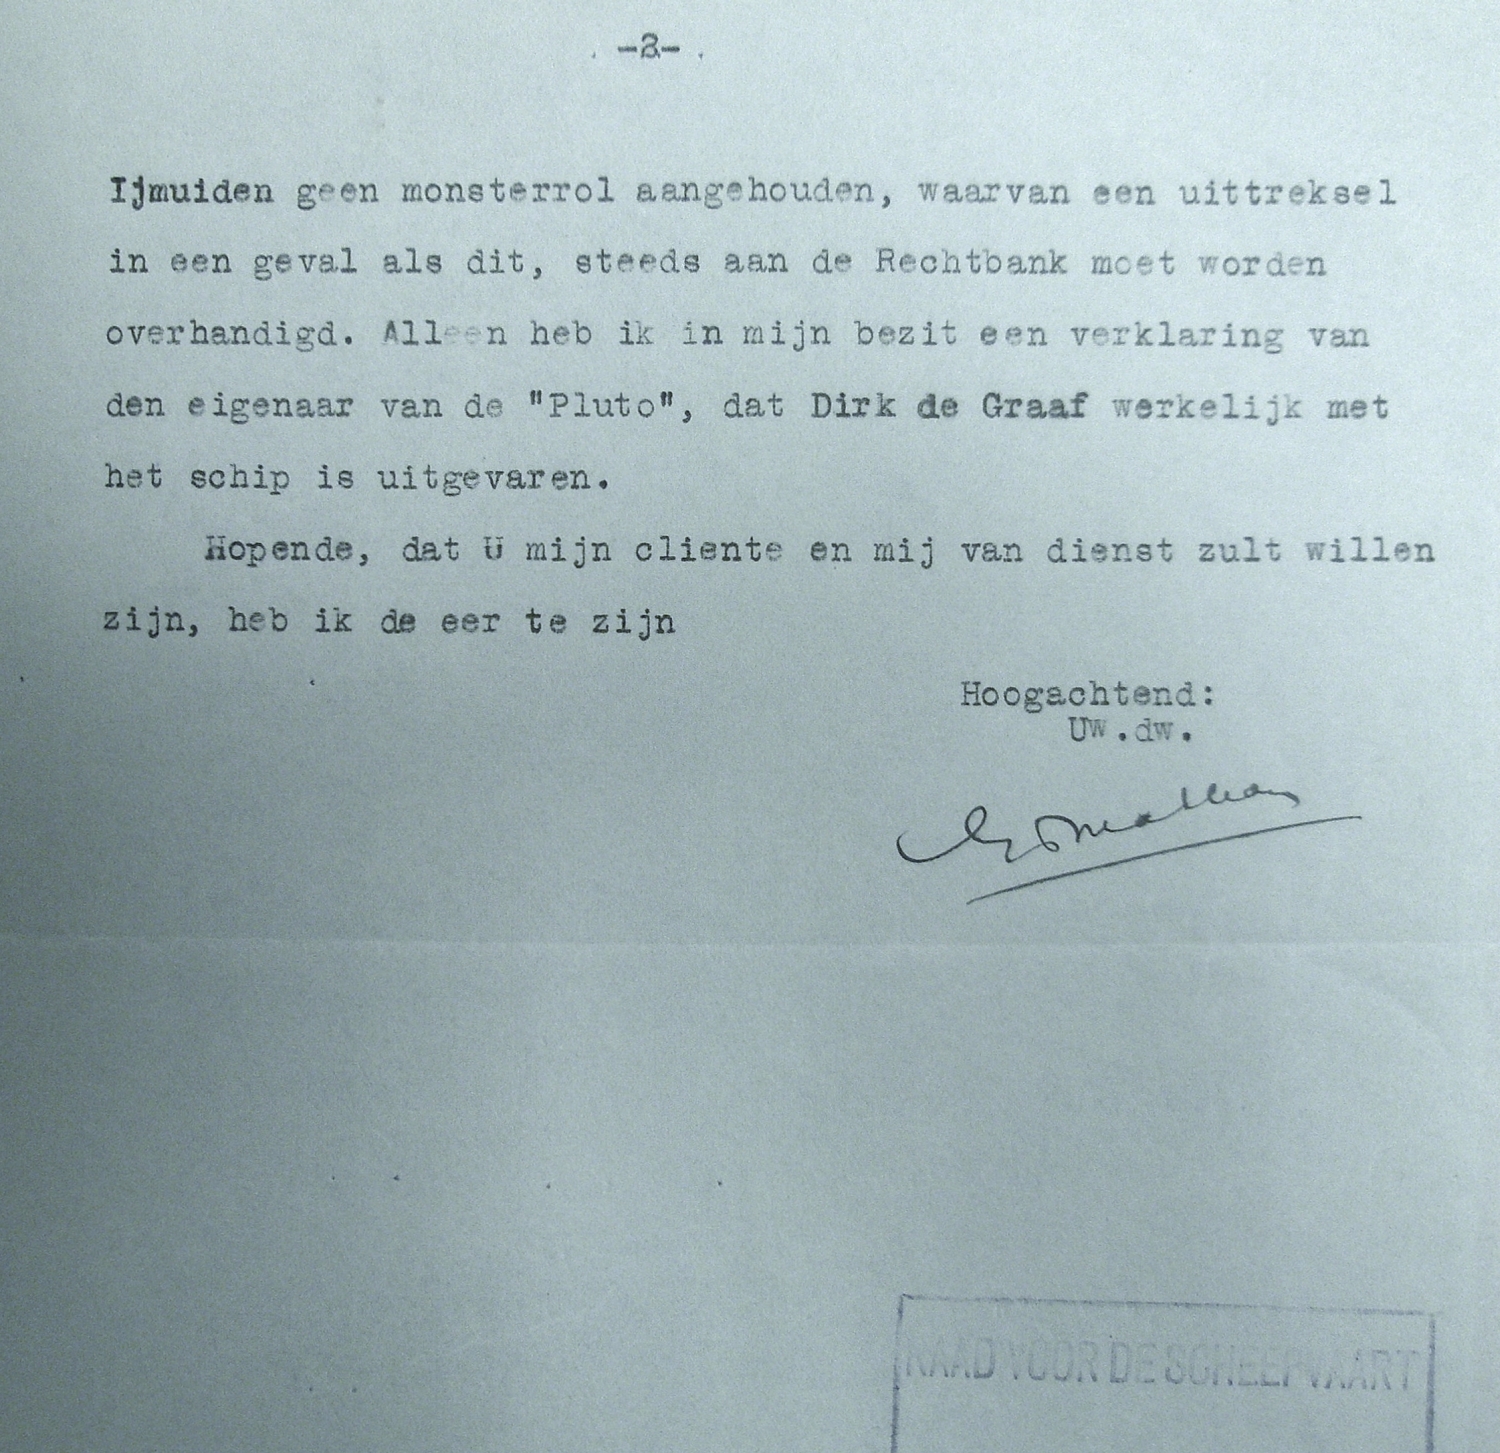 -2-
Ijmuiden geen monsterrol aangehouden, waarvan een uittreksel
in een geval als dit, steeds aan de Rechtbank moet worden
overhandigd. Alleen heb ik in mijn bezit een verklaring van
den eigenaar van de "Pluto", dat Dirk de Graaf werkelijk met
het schip is uitgevaren.
Hopende, dat U mijn cliente en mij van dienst zult willen
zijn, heb ik de eer te zijn
Hoogachtend:
Uw.dw.
RAAD VOOR DE SCHEEPVAART